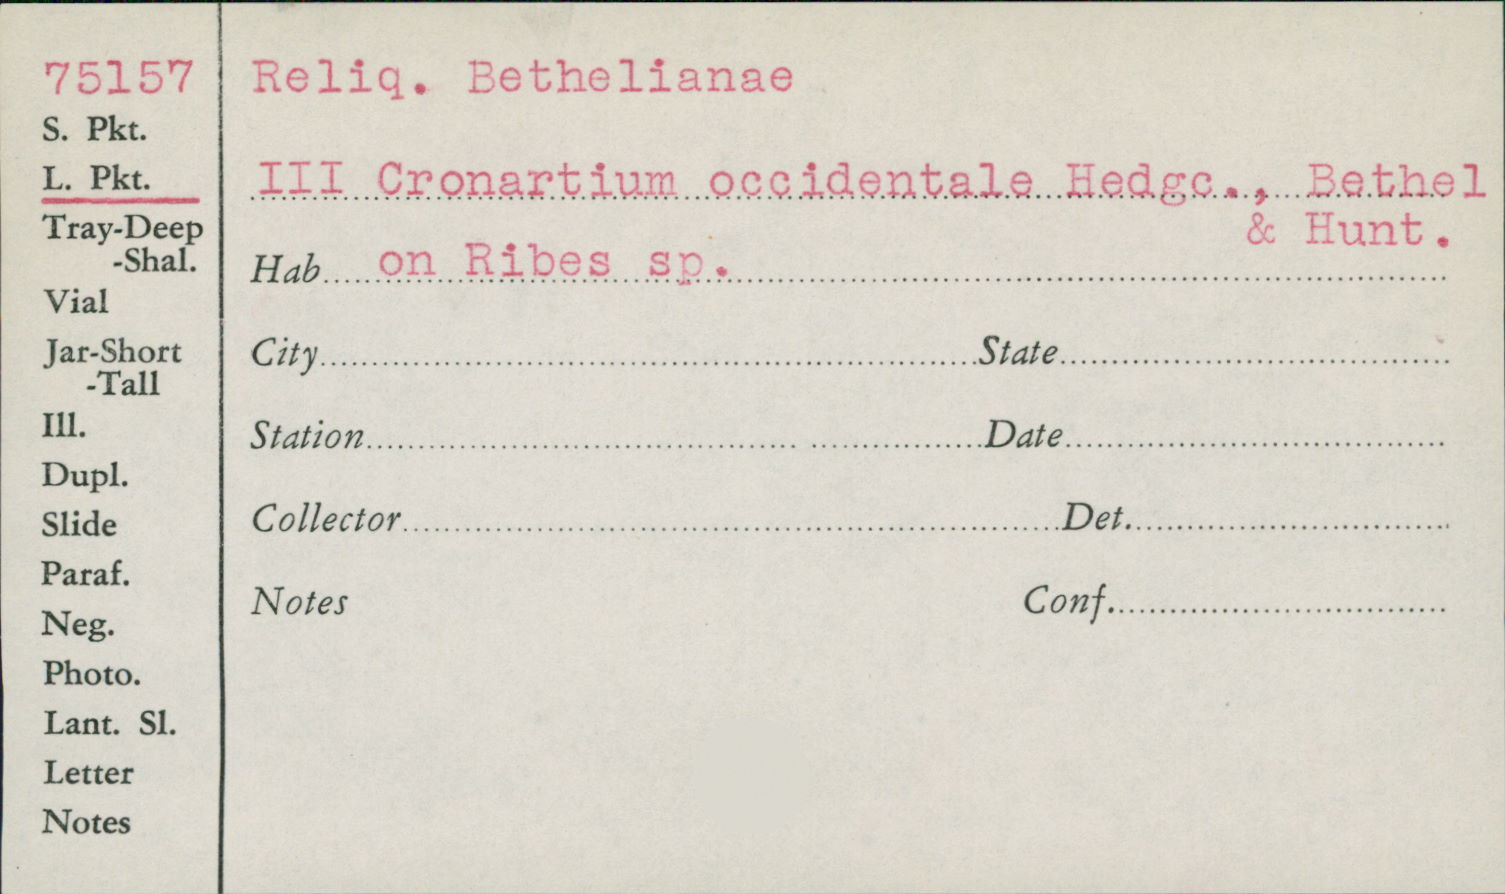 75157
S. Pkt.
L. Pkt.
Tray-Deep
-Shal.
Vial
Jar-Short
-Tall
Ill.
Dupl.
Slide
Paraf.
Neg.
Photo.
Lant. Sl.
Letter
Notes
Reliq. Bethelianae
III Cronartium occidentale Hedgc., Bethel
& Hunt.
Hab. on Ribes sp.
City State
Station Date
Collector Det.
Notes Conf.